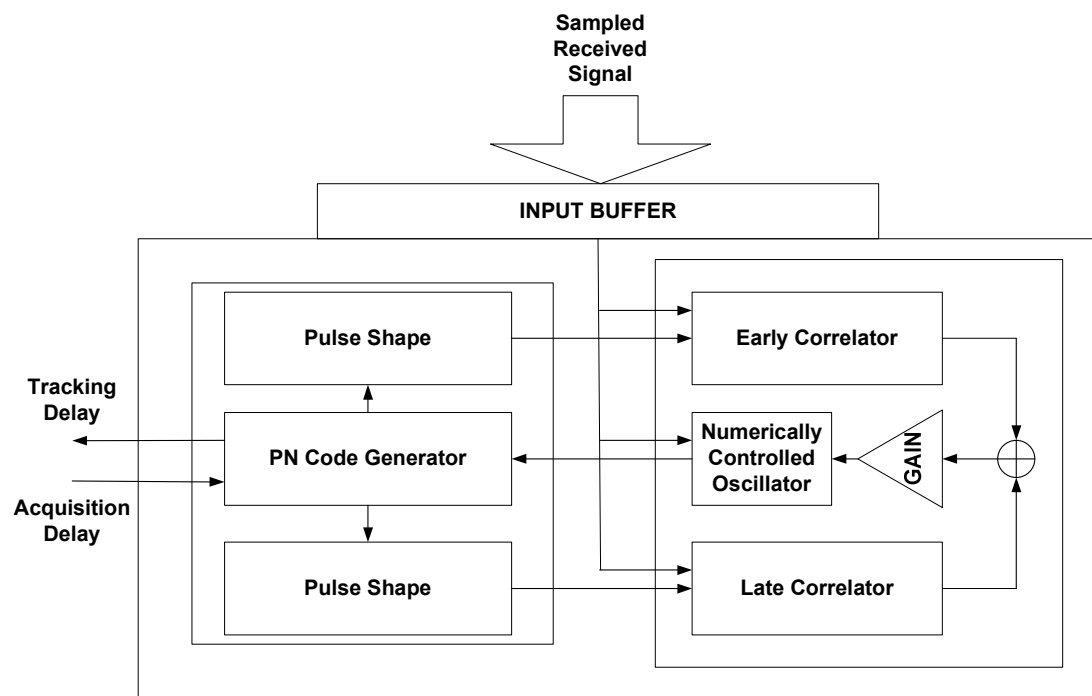 Sampled
Received
Signal
INPUT BUFFER
Pulse Shape
Early Correlator
Tracking
Delay
PN Code Generator
Numerically
Controlled
Oscillator
GAIN
Acquisition
Delay
Pulse Shape
Late Correlator